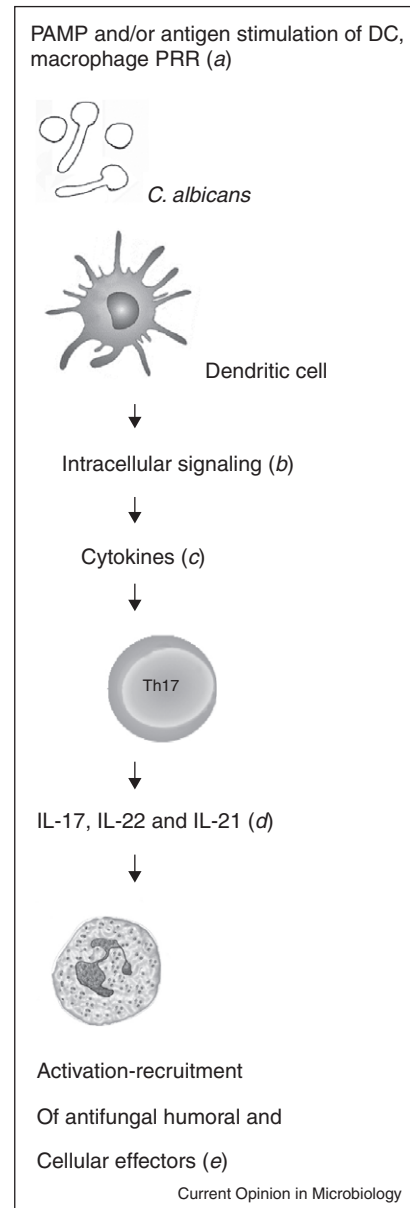 PAMP and/or antigen stimulation of DC,
macrophage PRR (a)
C. albicans
Dendritic cell
Intracellular signaling (b)
Cytokines (c)
Th17
IL-17, IL-22 and IL-21 (d)
Activation-recruitment
Of antifungal humoral and
Cellular effectors (e)
Current Opinion in Microbiology